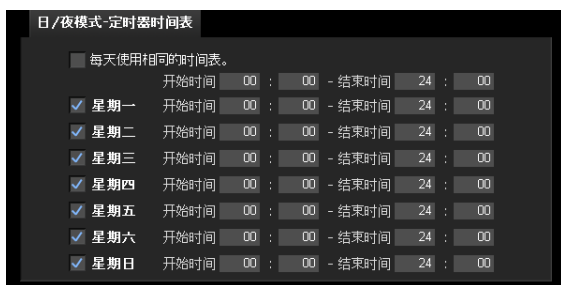 日/夜模式-定时器时间表
每天使用相同的时间表。
开始时间 00 : 00 - 结束时间 24 : 00
星期一 开始时间 00 : 00 - 结束时间 24 : 00
星期二 开始时间 00 : 00 - 结束时间 24 : 00
星期三 开始时间 00 : 00 - 结束时间 24 : 00
星期四 开始时间 00 : 00 - 结束时间 24 : 00
星期五 开始时间 00 : 00 - 结束时间 24 : 00
星期六 开始时间 00 : 00 - 结束时间 24 : 00
星期日 开始时间 00 : 00 - 结束时间 24 : 00